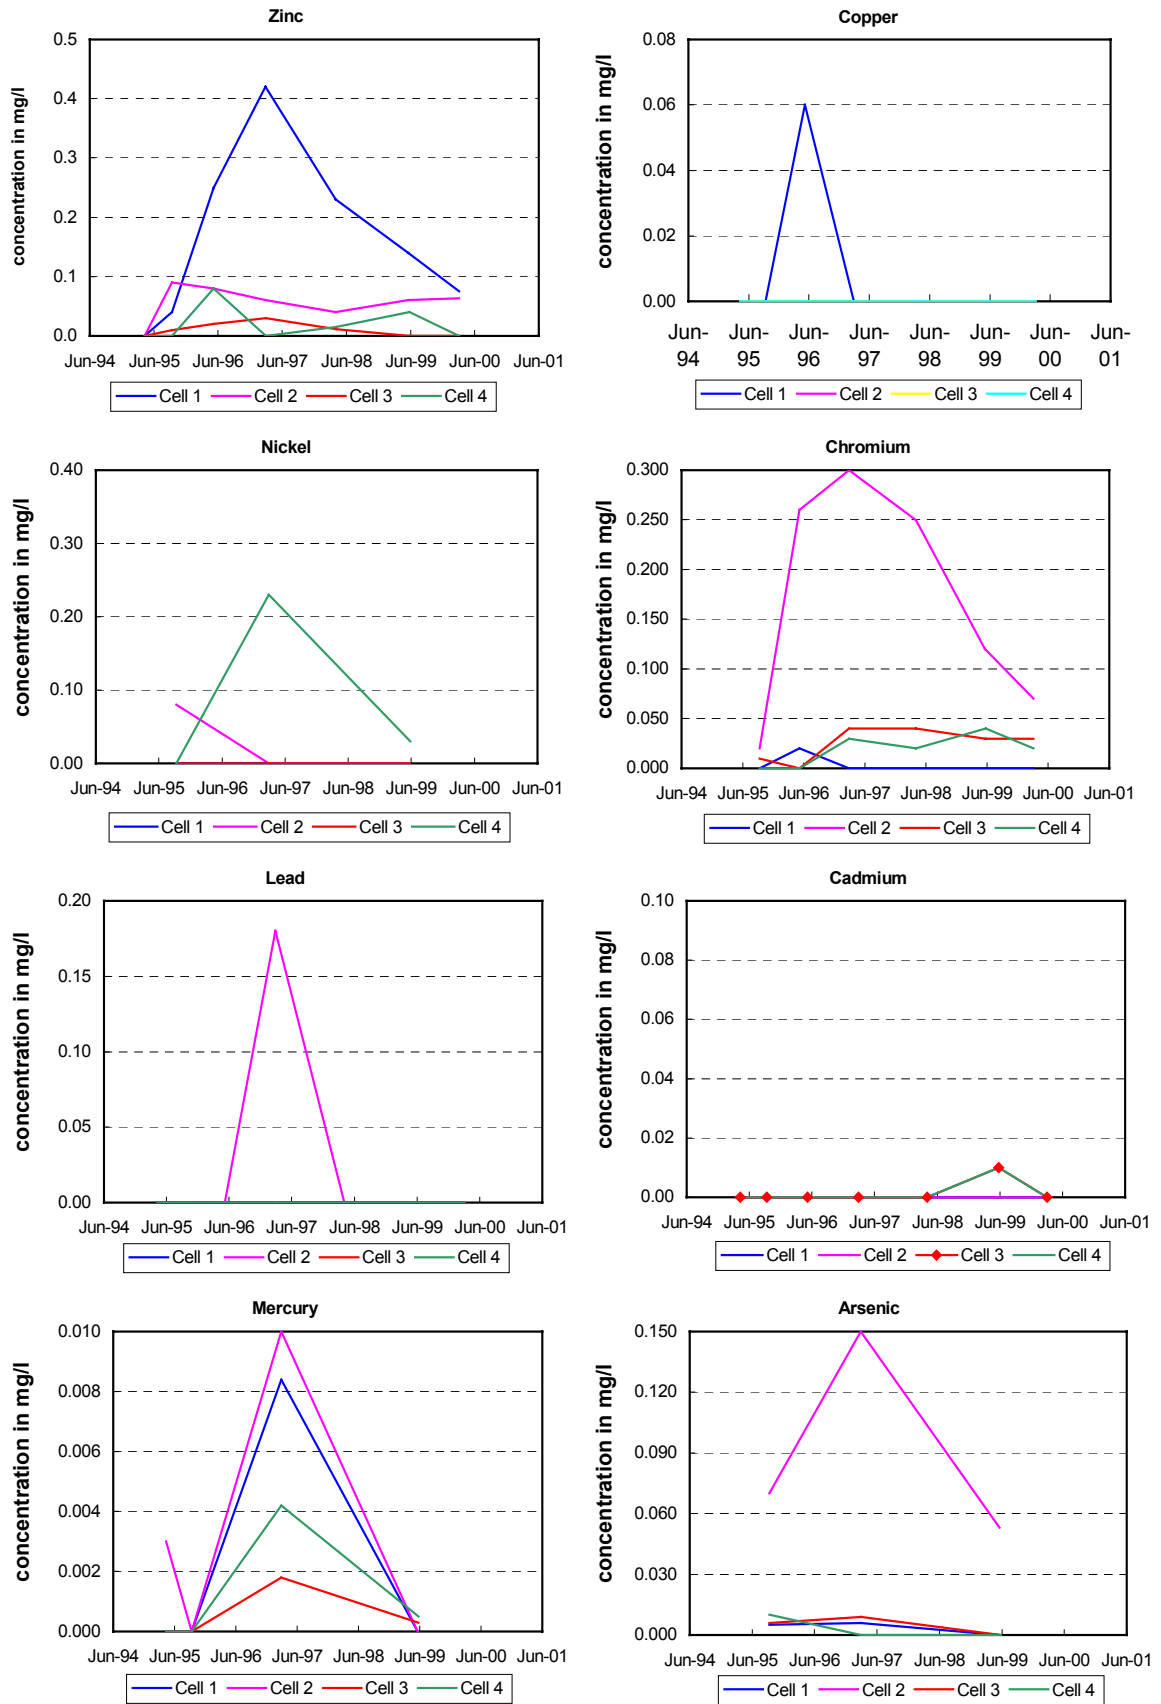 Zinc
concentration in mg/l
0.5
0.4
0.3
0.2
0.1
0.0
Jun-94 Jun-95 Jun-96 Jun-97 Jun-98 Jun-99 Jun-00 Jun-01
Cell 1 Cell 2 Cell 3 Cell 4
Copper
concentration in mg/l
0.08
0.06
0.04
0.02
0.00
Jun- Jun- Jun- Jun- Jun- Jun- Jun- Jun-
94 95 96 97 98 99 00 01
Cell 1 Cell 2 Cell 3 Cell 4
Nickel
concentration in mg/l
0.40
0.30
0.20
0.10
0.00
Jun-94 Jun-95 Jun-96 Jun-97 Jun-98 Jun-99 Jun-00 Jun-01
Cell 1 Cell 2 Cell 3 Cell 4
Chromium
concentration in mg/l
0.300
0.250
0.200
0.150
0.100
0.050
0.000
Jun-94 Jun-95 Jun-96 Jun-97 Jun-98 Jun-99 Jun-00 Jun-01
Cell 1 Cell 2 Cell 3 Cell 4
Lead
concentration in mg/l
0.20
0.15
0.10
0.05
0.00
Jun-94 Jun-95 Jun-96 Jun-97 Jun-98 Jun-99 Jun-00 Jun-01
Cell 1 Cell 2 Cell 3 Cell 4
Cadmium
concentration in mg/l
0.10
0.08
0.06
0.04
0.02
0.00
Jun-94 Jun-95 Jun-96 Jun-97 Jun-98 Jun-99 Jun-00 Jun-01
Cell 1 Cell 2 Cell 3 Cell 4
Mercury
concentration in mg/l
0.010
0.008
0.006
0.004
0.002
0.000
Jun-94 Jun-95 Jun-96 Jun-97 Jun-98 Jun-99 Jun-00 Jun-01
Cell 1 Cell 2 Cell 3 Cell 4
Arsenic
concentration in mg/l
0.150
0.120
0.090
0.060
0.030
0.000
Jun-94 Jun-95 Jun-96 Jun-97 Jun-98 Jun-99 Jun-00 Jun-01
Cell 1 Cell 2 Cell 3 Cell 4